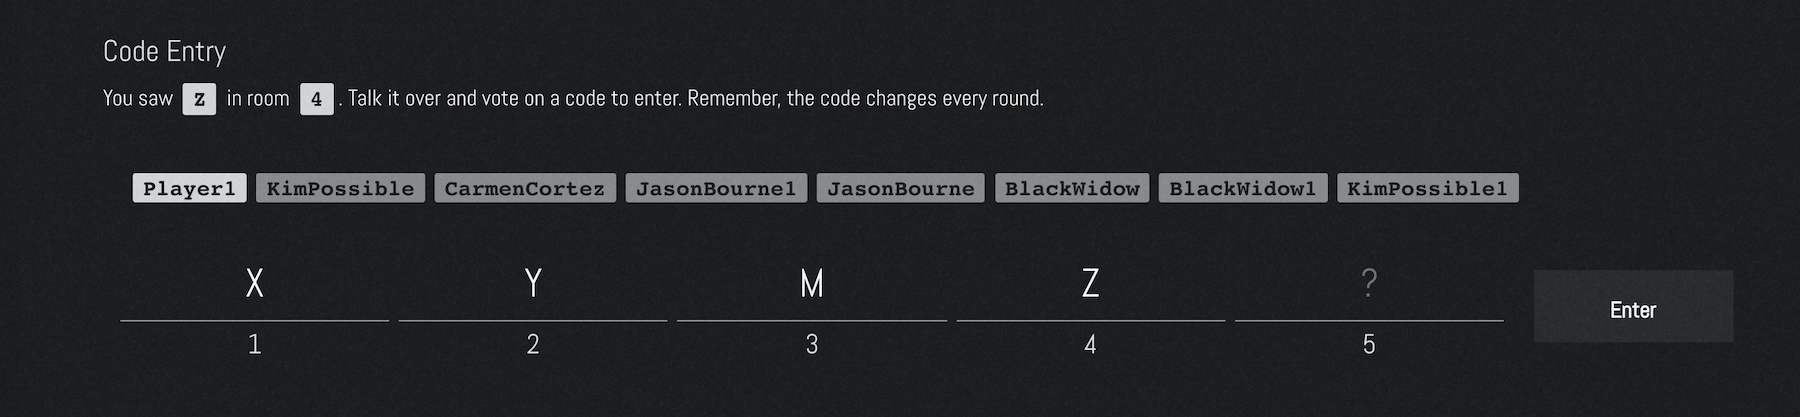 Code Entry
You saw Z in room 4. Talk it over and vote on a code to enter. Remember, the code changes every round.
Player1 KimPossible CarmenCortez JasonBourne1 JasonBourne BlackWidow BlackWidow1 KimPossible1
X Y M Z ?
Enter
1 2 3 4 5